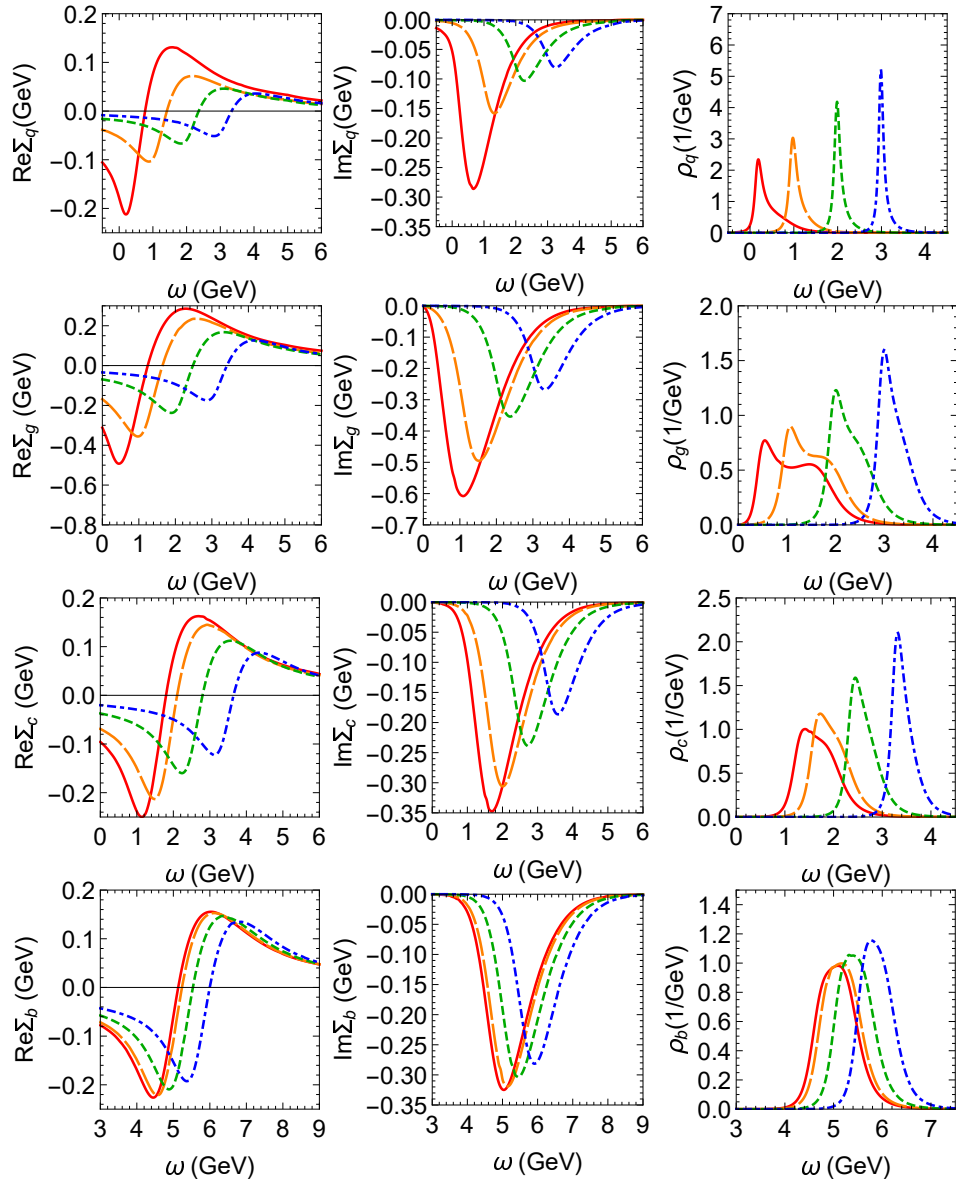 ReΣq(GeV)
0.2
0.1
0.0
−0.1
−0.2
0 1 2 3 4 5 6
ω (GeV)
ImΣq(GeV)
0.00
−0.05
−0.10
−0.15
−0.20
−0.25
−0.30
−0.35
0 1 2 3 4 5 6
ω (GeV)
ρq(1/GeV)
7
6
5
4
3
2
1
0
0 1 2 3 4
ω (GeV)
ReΣg (GeV)
0.2
0.0
−0.2
−0.4
−0.6
−0.8
0 1 2 3 4 5 6
ω (GeV)
ImΣg (GeV)
0.0
−0.1
−0.2
−0.3
−0.4
−0.5
−0.6
−0.7
0 1 2 3 4 5 6
ω (GeV)
ρg(1/GeV)
2.0
1.5
1.0
0.5
0.0
0 1 2 3 4
ω (GeV)
ReΣc (GeV)
0.2
0.1
0.0
−0.1
−0.2
0 1 2 3 4 5 6
ω (GeV)
ImΣc (GeV)
0.00
−0.05
−0.10
−0.15
−0.20
−0.25
−0.30
−0.35
0 1 2 3 4 5 6
ω (GeV)
ρc(1/GeV)
2.5
2.0
1.5
1.0
0.5
0.0
0 1 2 3 4
ω (GeV)
ReΣb (GeV)
0.2
0.1
0.0
−0.1
−0.2
3 4 5 6 7 8 9
ω (GeV)
ImΣb (GeV)
0.00
−0.05
−0.10
−0.15
−0.20
−0.25
−0.30
−0.35
3 4 5 6 7 8 9
ω (GeV)
ρb(1/GeV)
1.4
1.2
1.0
0.8
0.6
0.4
0.2
0.0
3 4 5 6 7
ω (GeV)